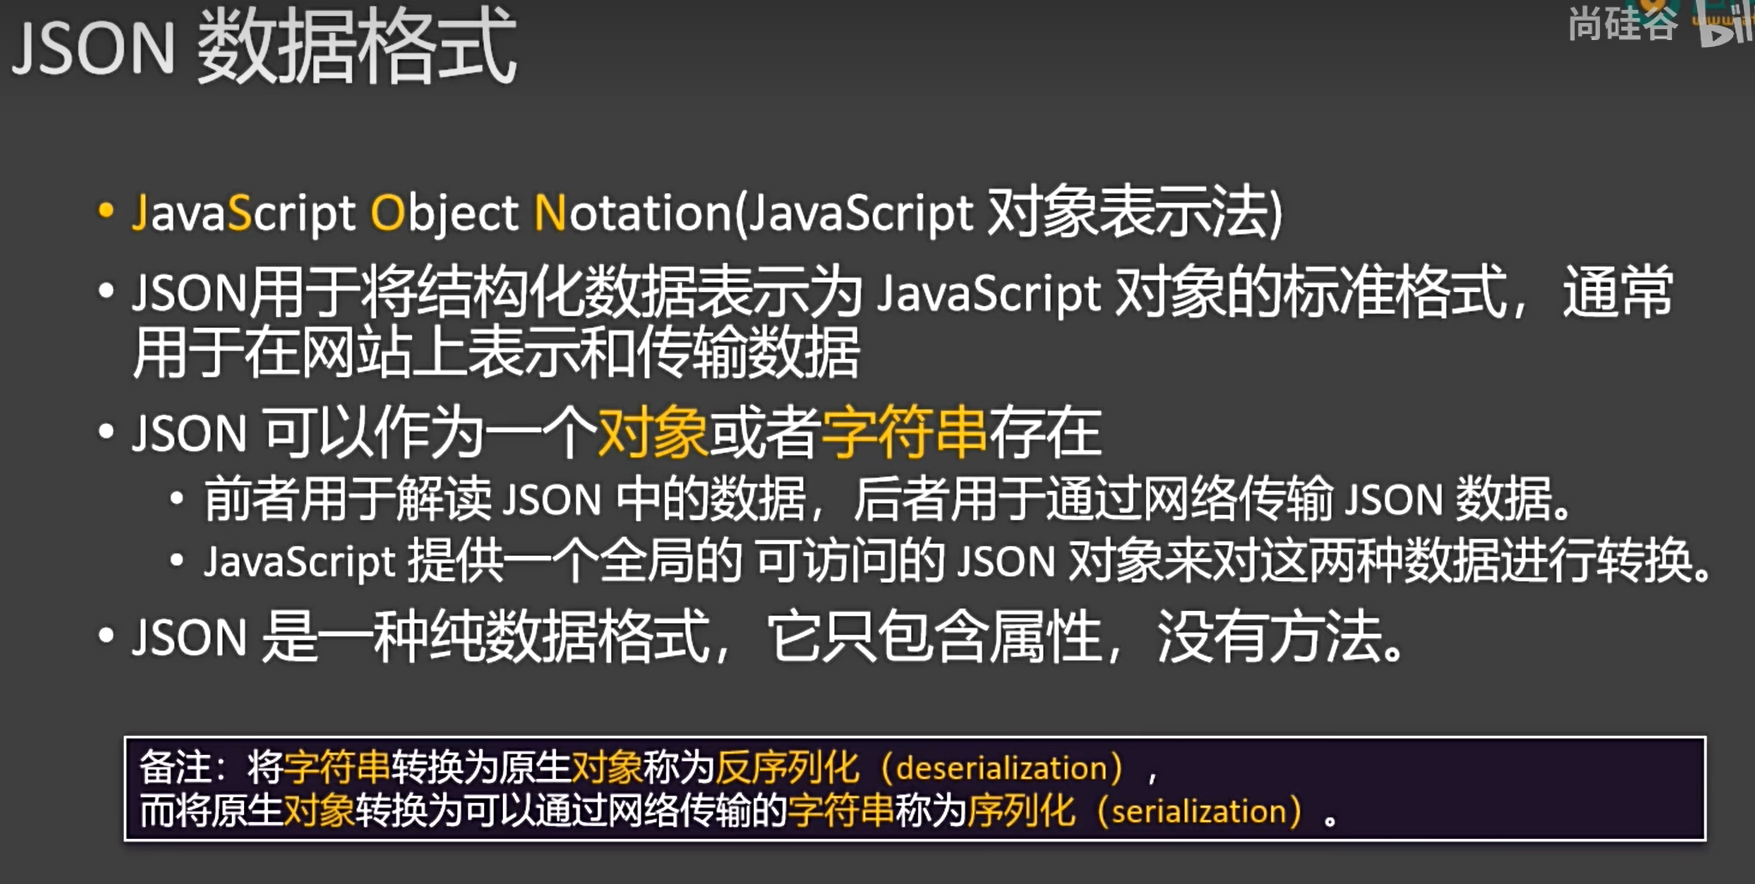 JSON 数据格式
尚硅谷
• JavaScript Object Notation(JavaScript 对象表示法)
• JSON用于将结构化数据表示为 JavaScript 对象的标准格式，通常
用于在网站上表示和传输数据
• JSON 可以作为一个对象或者字符串存在
• 前者用于解读 JSON 中的数据，后者用于通过网络传输 JSON 数据。
• JavaScript 提供一个全局的 可访问的 JSON 对象来对这两种数据进行转换。
• JSON 是一种纯数据格式，它只包含属性，没有方法。
备注：将字符串转换为原生对象称为反序列化（deserialization），
而将原生对象转换为可以通过网络传输的字符串称为序列化（serialization）。